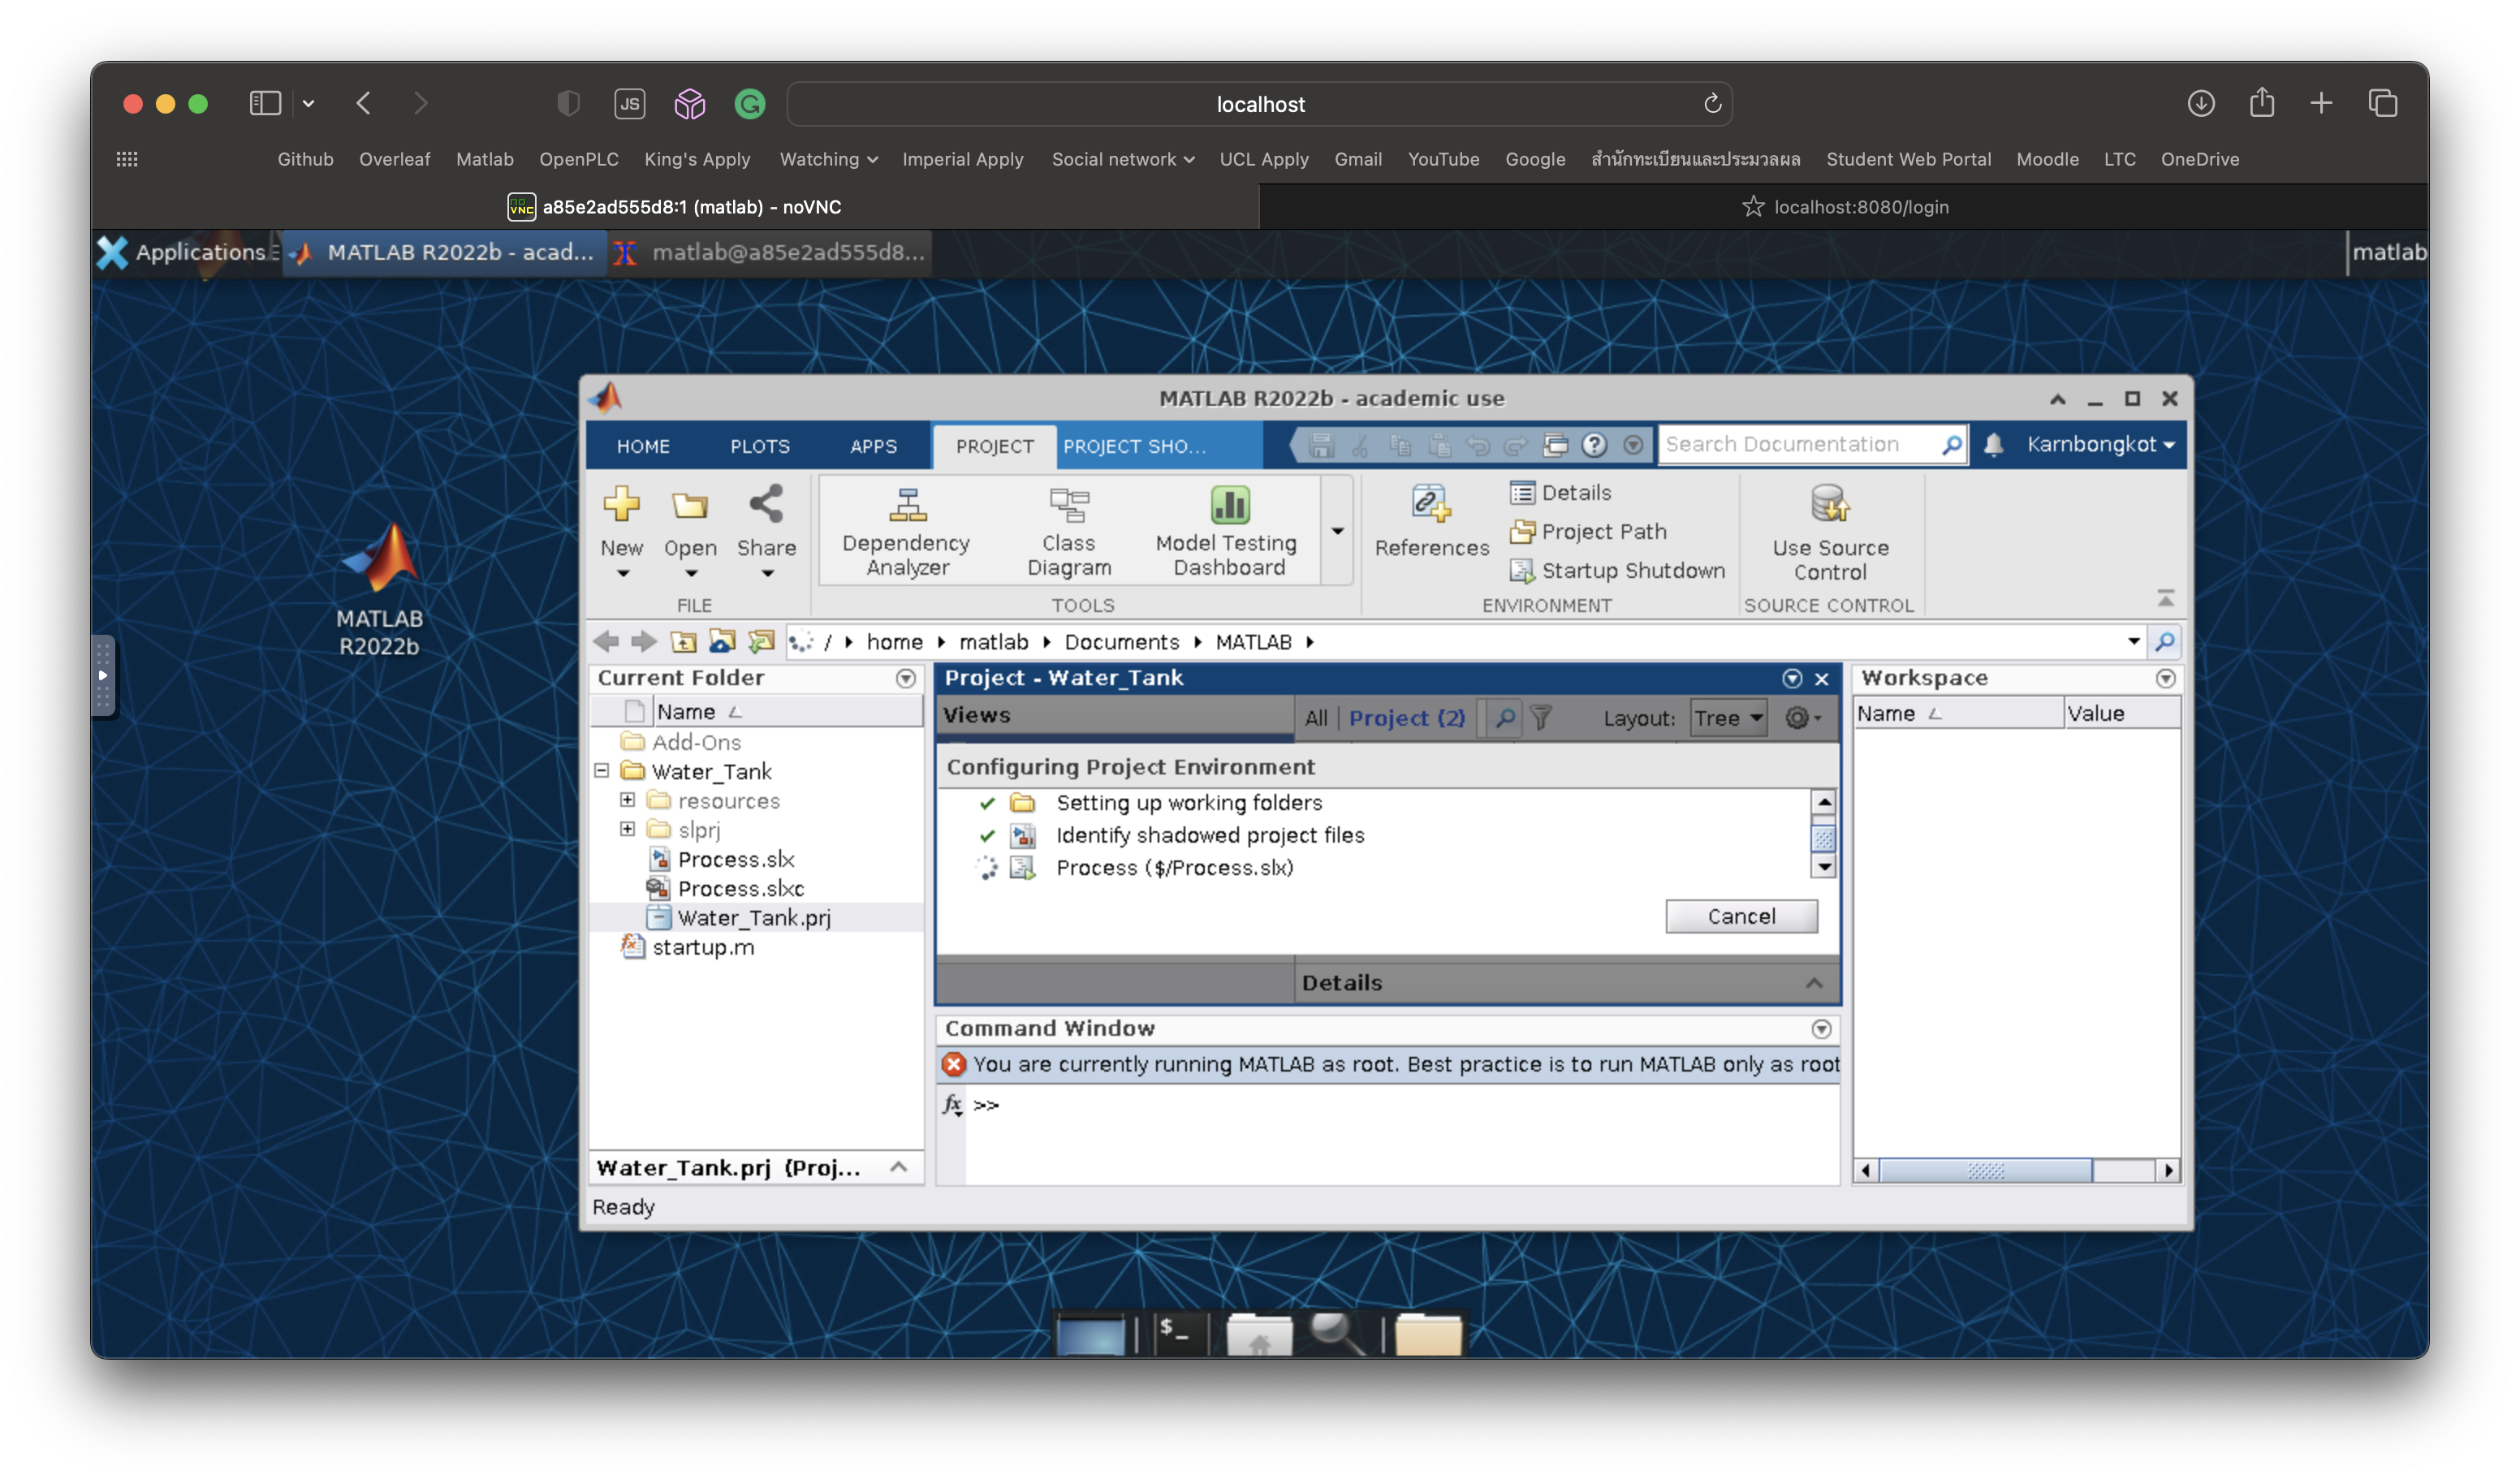 localhost
Github Overleaf Matlab OpenPLC King's Apply Watching Imperial Apply Social network UCL Apply Gmail YouTube Google สำนักทะเบียนและประมวลผล Student Web Portal Moodle LTC OneDrive
a85e2ad555d8:1 (matlab) - noVNC
localhost:8080/login
Applications MATLAB R2022b - acad... matlab@a85e2ad555d8... matlab
MATLAB
R2022b
MATLAB R2022b - academic use
HOME PLOTS APPS PROJECT PROJECT SHO... Search Documentation Karnbongkot
New Open Share
FILE
Dependency
Analyzer
Class
Diagram
Model Testing
Dashboard
TOOLS
References
Details
Project Path
Startup Shutdown
ENVIRONMENT
Use Source
Control
SOURCE CONTROL
/ home matlab Documents MATLAB
Current Folder
Name
Add-Ons
Water_Tank
resources
slprj
Process.slx
Process.slxc
Water_Tank.prj
startup.m
Water_Tank.prj (Proj...
Ready
Project - Water_Tank
Views
All | Project (2) Layout: Tree
Configuring Project Environment
Setting up working folders
Identify shadowed project files
Process ($/Process.slx)
Cancel
Details
Command Window
You are currently running MATLAB as root. Best practice is to run MATLAB only as root
fx >>
Workspace
Name Value
JS
$_